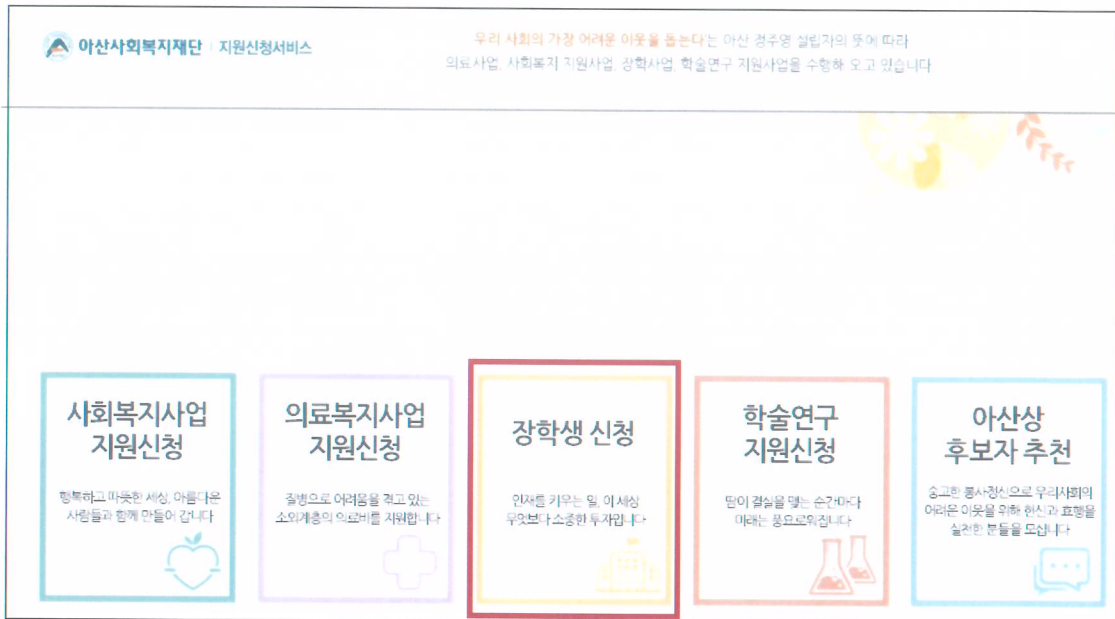 아산사회복지재단 | 지원신청서비스
우리 사회의 가장 어려운 이웃을 돕는다'는 아산 정주영 설립자의 뜻에 따라
의료사업, 사회복지 지원사업, 장학사업, 학술연구 지원사업을 수행해 오고 있습니다
사회복지사업
지원신청
행복하고 따뜻한 세상, 아름다운
사람들과 함께 만들어 갑니다
의료복지사업
지원신청
질병으로 어려움을 겪고 있는
소외계층의 의료비를 지원합니다
장학생 신청
인재를 키우는 일, 이 세상
무엇보다 소중한 투자입니다
학술연구
지원신청
땀이 결실을 맺는 순간마다
미래는 풍요로워집니다
아산상
후보자 추천
숭고한 봉사정신으로 우리사회의
어려운 이웃을 위해 헌신과 효행을
실천한 분들을 모십니다